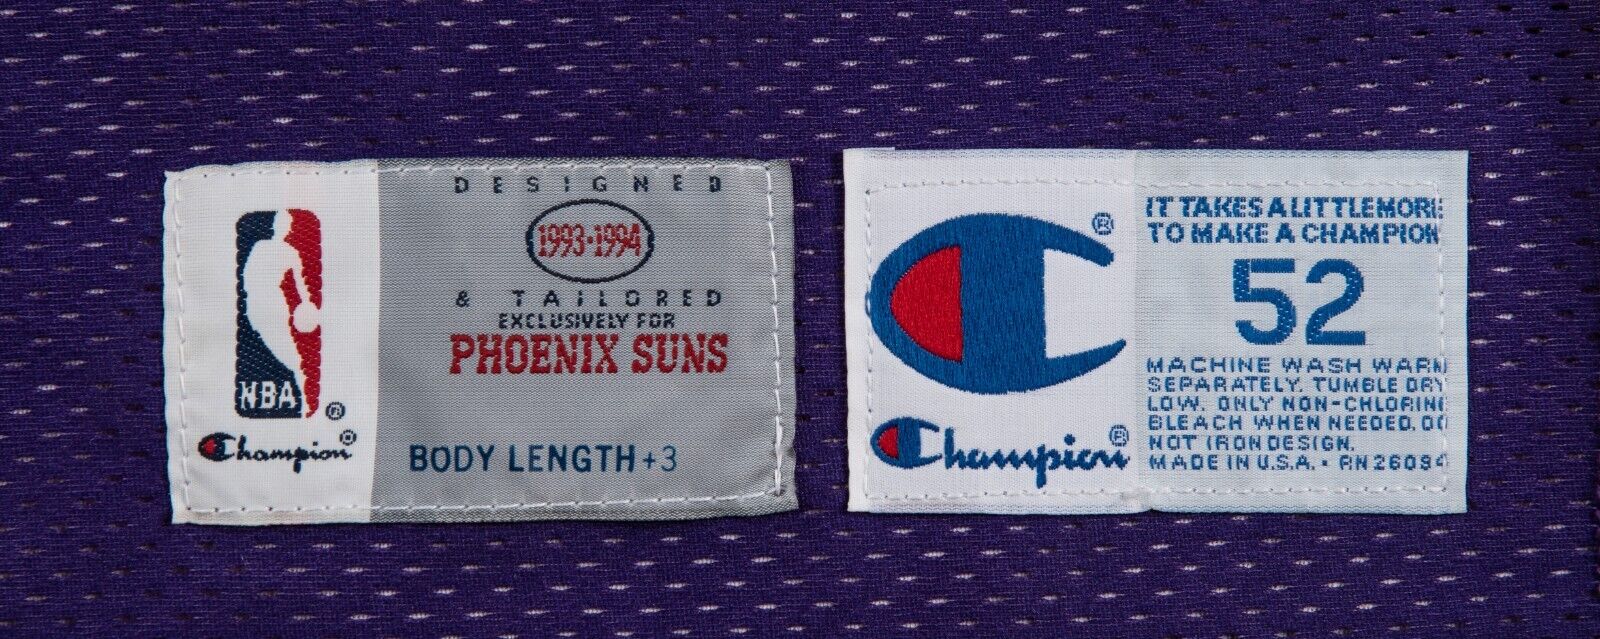 DESIGNED
1993·1994
& TAILORED
EXCLUSIVELY FOR
PHOENIX SUNS
BODY LENGTH +3
NBA ®
Champion®
®
Champion®
IT TAKES A LITTLE MORE
TO MAKE A CHAMPION
52
MACHINE WASH WARM
SEPARATELY. TUMBLE DRY
LOW. ONLY NON-CHLORINE
BLEACH WHEN NEEDED. DO
NOT IRON DESIGN.
MADE IN U.S.A. • RN 26094